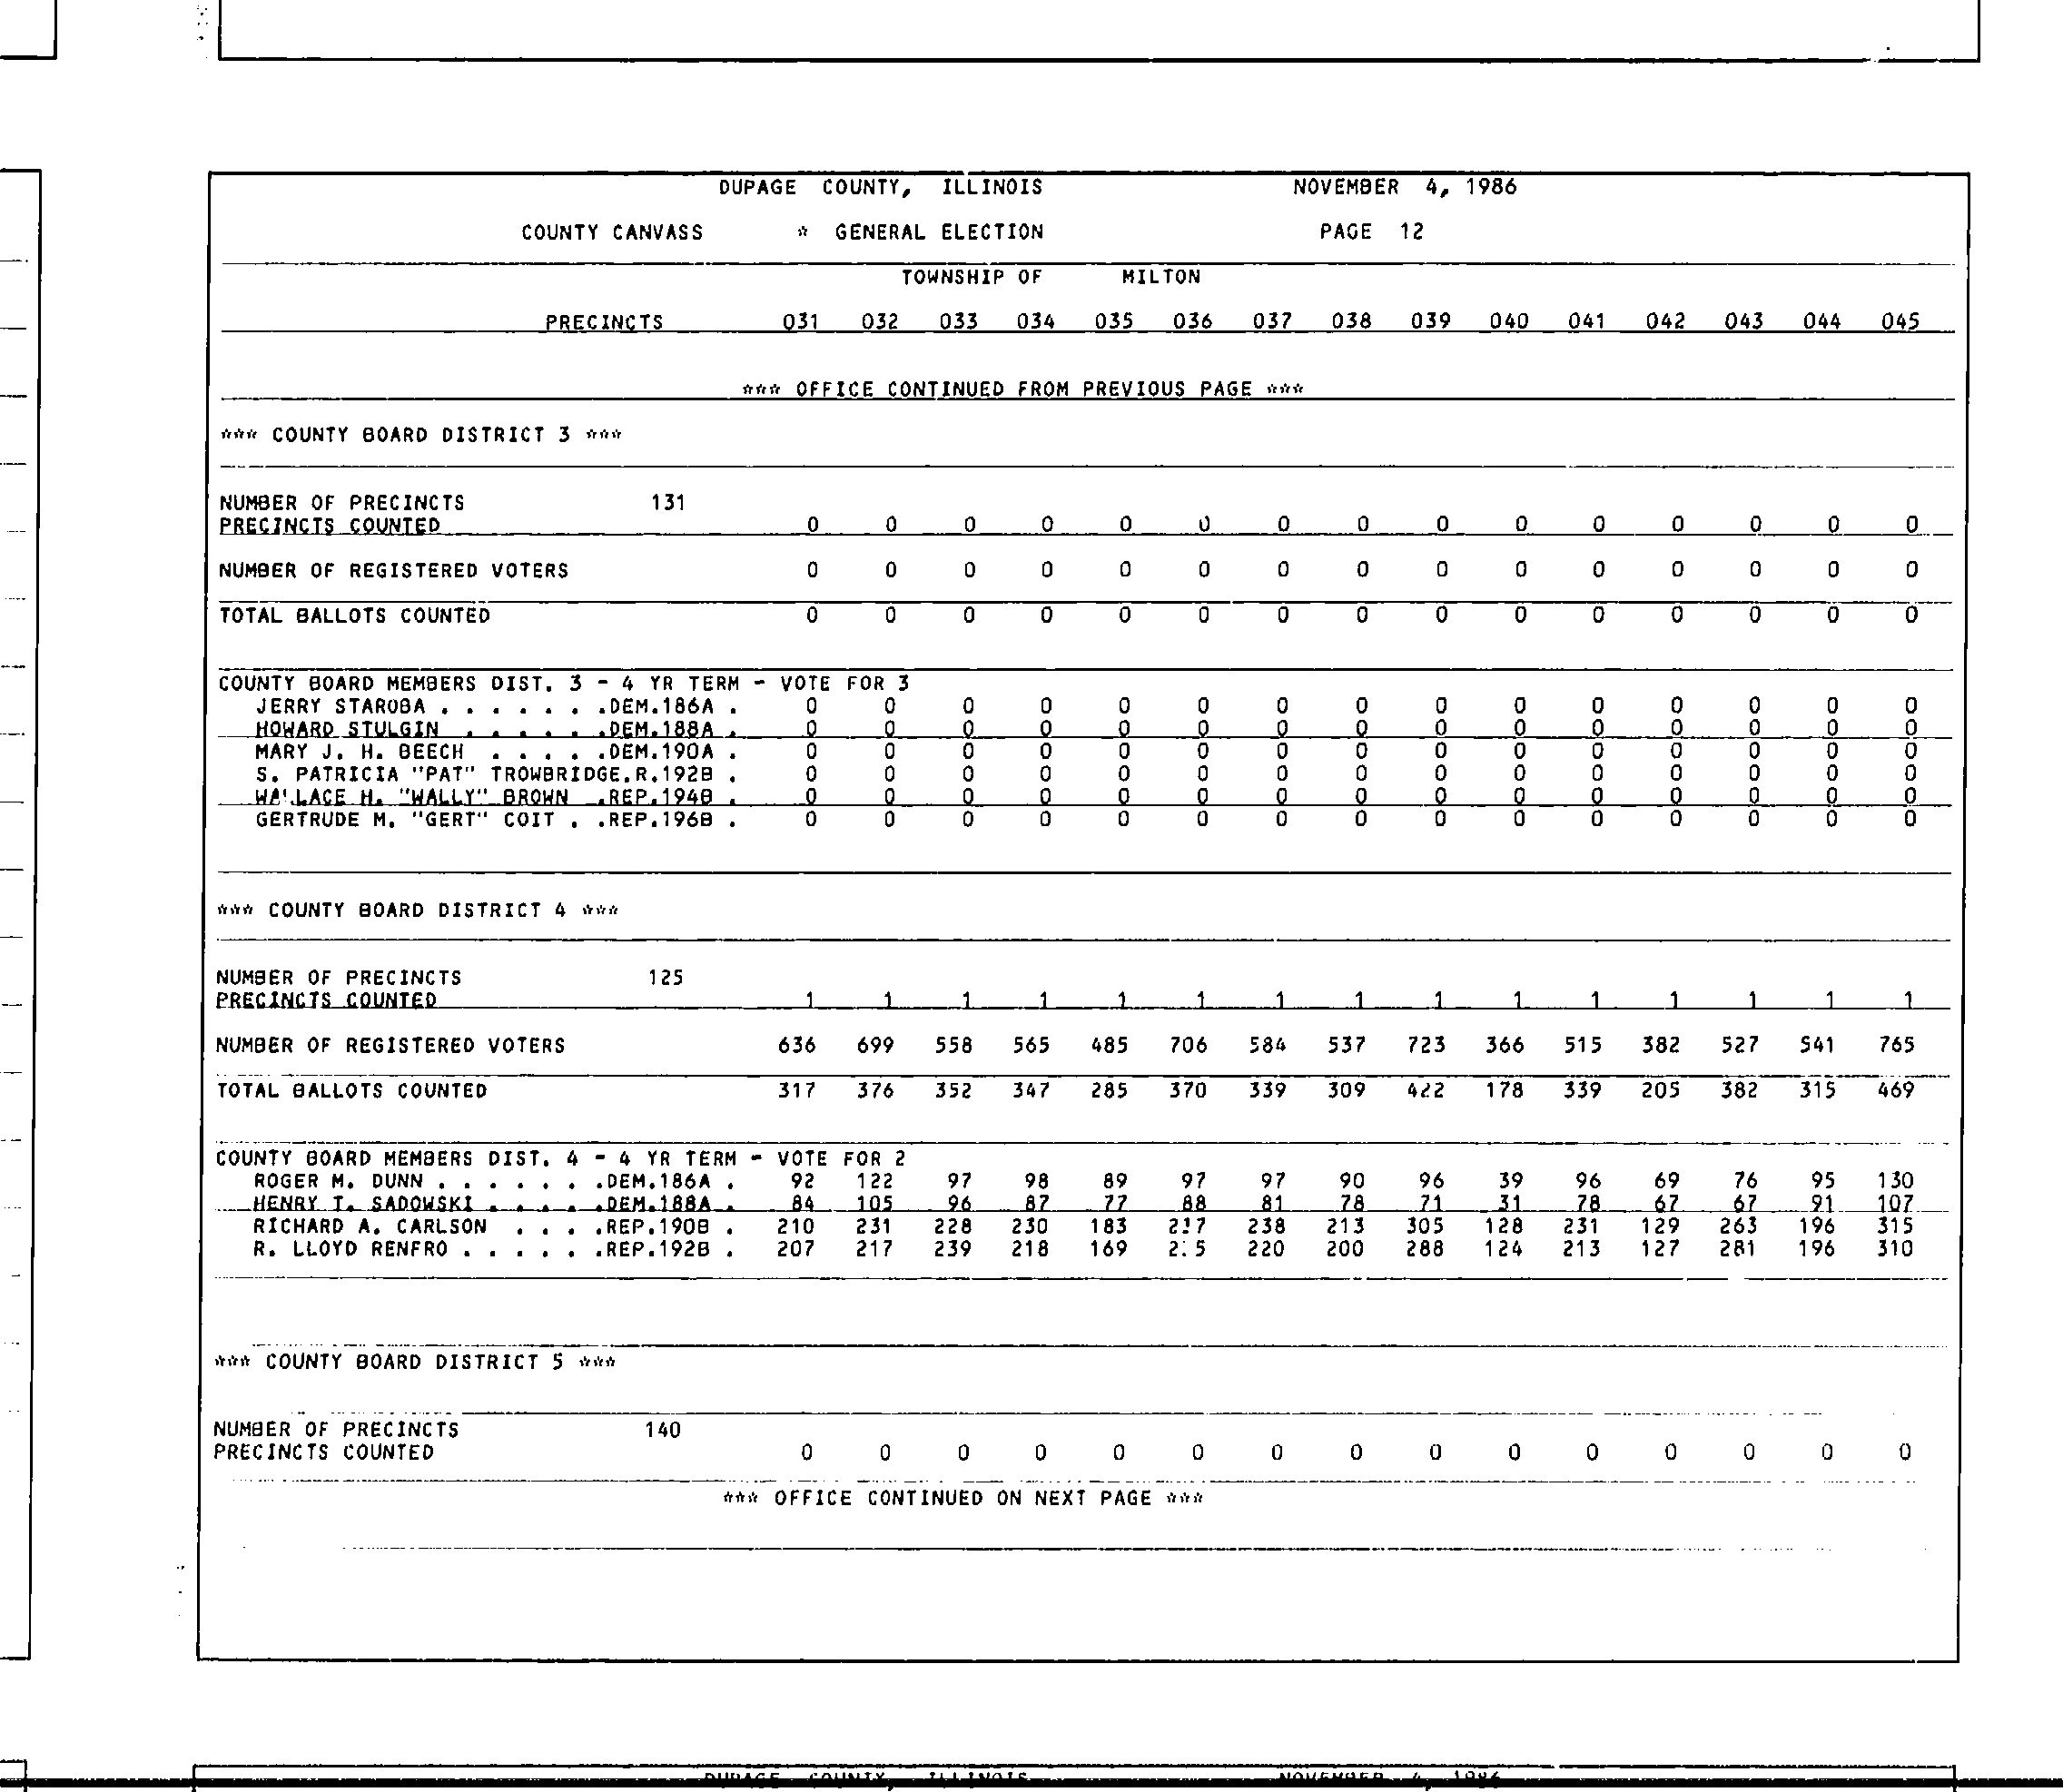 DUPAGE COUNTY, ILLINOIS NOVEMBER 4, 1986
COUNTY CANVASS * GENERAL ELECTION PAGE 12
TOWNSHIP OF MILTON
PRECINCTS 031 032 033 034 035 036 037 038 039 040 041 042 043 044 045
*** OFFICE CONTINUED FROM PREVIOUS PAGE ***
*** COUNTY BOARD DISTRICT 3 ***
NUMBER OF PRECINCTS 131
PRECINCTS COUNTED 0 0 0 0 0 0 0 0 0 0 0 0 0 0 0
NUMBER OF REGISTERED VOTERS 0 0 0 0 0 0 0 0 0 0 0 0 0 0 0
TOTAL BALLOTS COUNTED 0 0 0 0 0 0 0 0 0 0 0 0 0 0 0
COUNTY BOARD MEMBERS DIST. 3 - 4 YR TERM - VOTE FOR 3
JERRY STAROBA . . . . . . .DEM.186A . 0 0 0 0 0 0 0 0 0 0 0 0 0 0 0
HOWARD STULGIN . . . . . .DEM.188A . 0 0 0 0 0 0 0 0 0 0 0 0 0 0 0
MARY J. H. BEECH . . . . .DEM.190A . 0 0 0 0 0 0 0 0 0 0 0 0 0 0 0
S. PATRICIA "PAT" TROWBRIDGE.R.192B . 0 0 0 0 0 0 0 0 0 0 0 0 0 0 0
WALLACE H. "WALLY" BROWN .REP.194B . 0 0 0 0 0 0 0 0 0 0 0 0 0 0 0
GERTRUDE M. "GERT" COIT . .REP.196B . 0 0 0 0 0 0 0 0 0 0 0 0 0 0 0
*** COUNTY BOARD DISTRICT 4 ***
NUMBER OF PRECINCTS 125
PRECINCTS COUNTED 1 1 1 1 1 1 1 1 1 1 1 1 1 1 1
NUMBER OF REGISTERED VOTERS 636 699 558 565 485 706 584 537 723 366 515 382 527 541 765
TOTAL BALLOTS COUNTED 317 376 352 347 285 370 339 309 422 178 339 205 382 315 469
COUNTY BOARD MEMBERS DIST. 4 - 4 YR TERM - VOTE FOR 2
ROGER M. DUNN . . . . . . .DEM.186A . 92 122 97 98 89 97 97 90 96 39 96 69 76 95 130
HENRY T. SADOWSKI . . . . .DEM.188A . 84 105 96 87 77 88 81 78 71 31 78 67 67 91 107
RICHARD A. CARLSON . . . .REP.190B . 210 231 228 230 183 238 213 305 128 231 129 263 196 315
R. LLOYD RENFRO . . . . . .REP.192B . 207 217 239 218 169 220 200 288 124 213 127 281 196 310
*** COUNTY BOARD DISTRICT 5 ***
NUMBER OF PRECINCTS 140
PRECINCTS COUNTED 0 0 0 0 0 0 0 0 0 0 0 0 0 0 0
*** OFFICE CONTINUED ON NEXT PAGE ***
DUPAGE COUNTY, ILLINOIS NOVEMBER 4, 1986